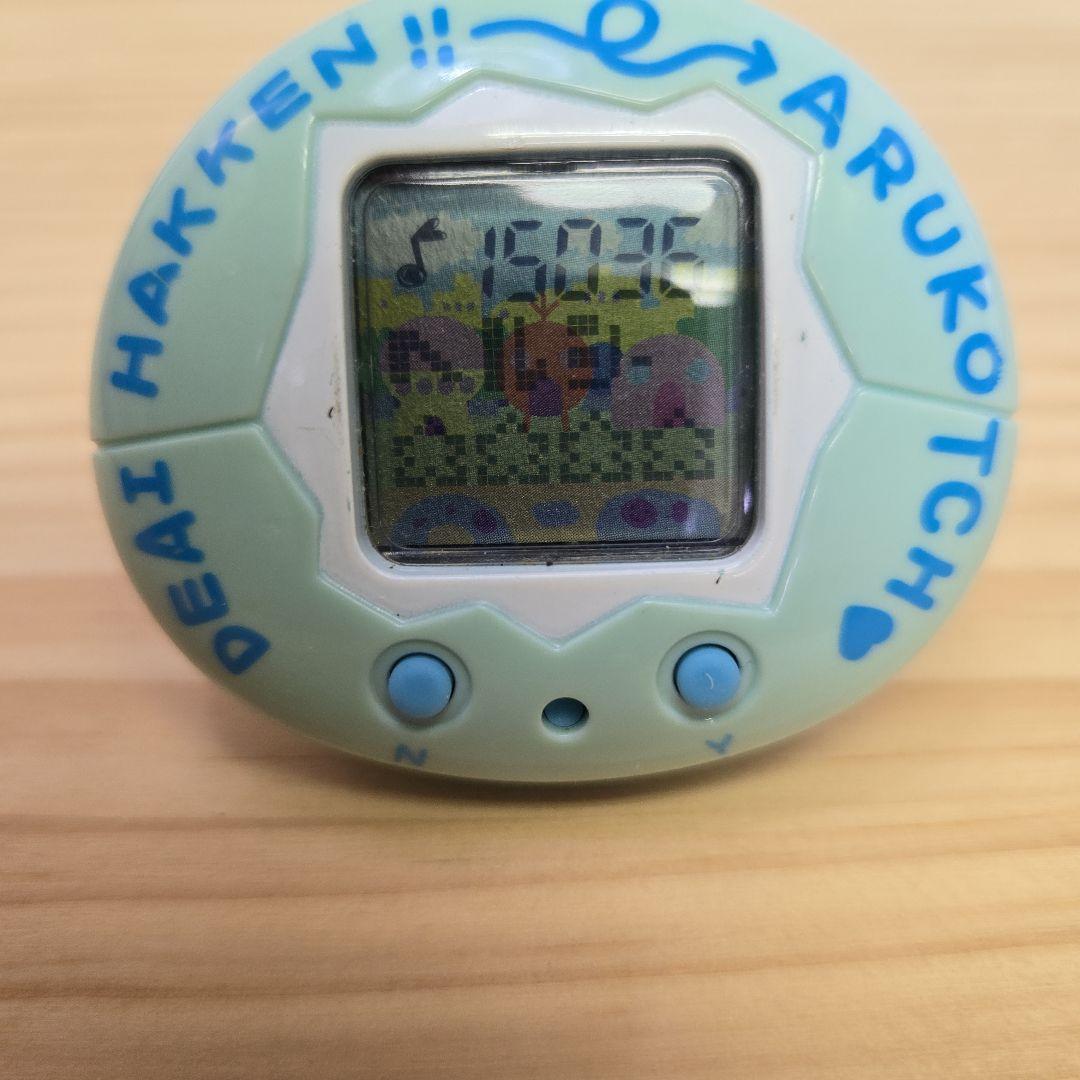 DEAI HAKKEN!!
ARUKOTCH♥
15036
N
Y